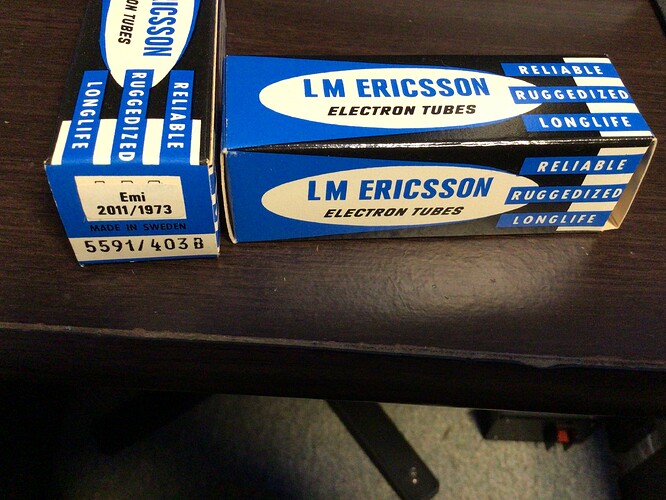 ERICSSON
TUBES
LONGLIFE
RUGGEDIZED
RELIABLE
Emi
2011/1973
MADE IN SWEDEN
5591/403B
LM ERICSSON
ELECTRON TUBES
RELIABLE
RUGGEDIZED
LONGLIFE
LM ERICSSON
ELECTRON TUBES
RELIABLE
RUGGEDIZED
LONGLIFE